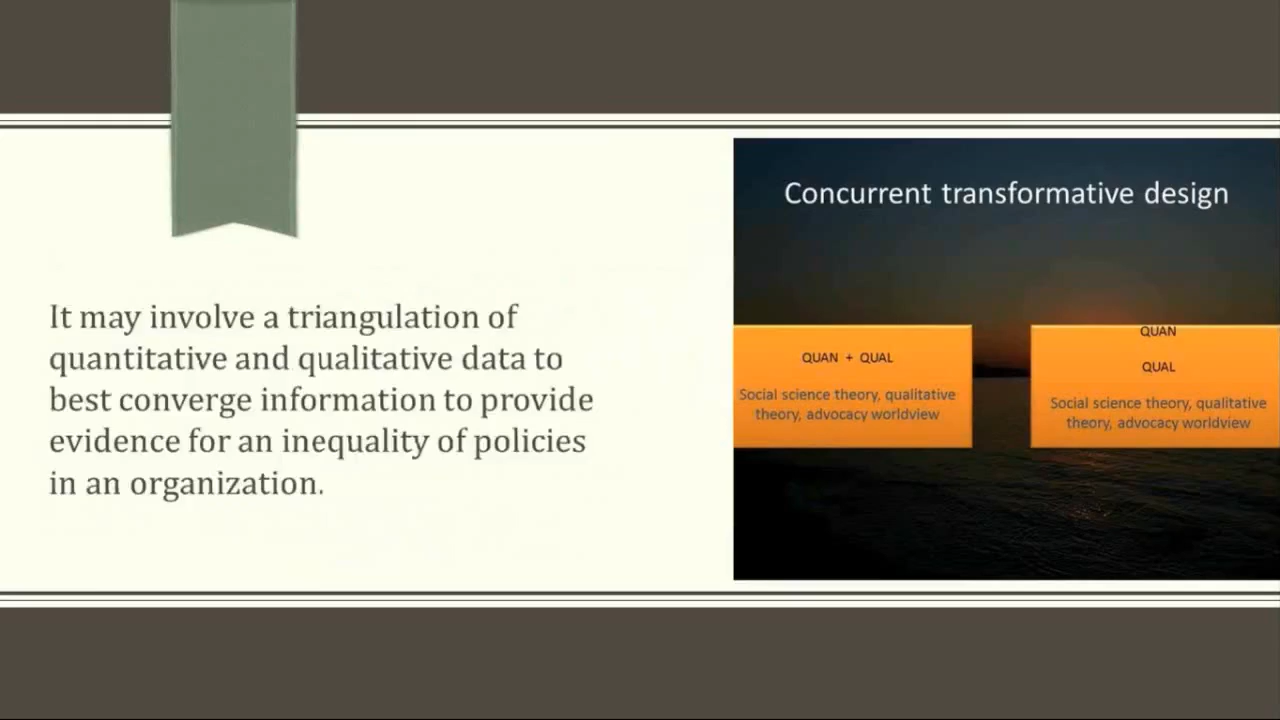 It may involve a triangulation of
quantitative and qualitative data to
best converge information to provide
evidence for an inequality of policies
in an organization.
Concurrent transformative design
QUAN + QUAL
Social science theory, qualitative
theory, advocacy worldview
QUAN
QUAL
Social science theory, qualitative
theory, advocacy worldview